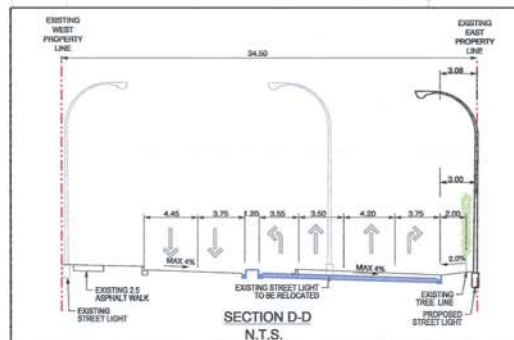 EXISTING
WEST
PROPERTY
LINE
EXISTING
EAST
PROPERTY
LINE
34.50
3.09
3.00
4.45
3.75
1.20
3.55
3.50
4.20
3.75
2.00
MAX 4%
MAX 4%
2.0%
EXISTING 2.5
ASPHALT WALK
EXISTING
STREET LIGHT
EXISTING STREET LIGHT
TO BE RELOCATED
EXISTING
TREE LINE
PROPOSED
STREET LIGHT
SECTION D-D
N.T.S.